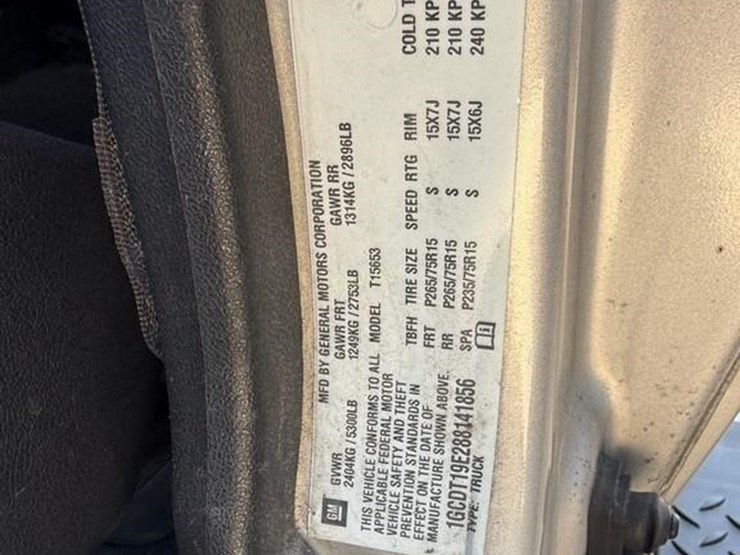 MFD BY GENERAL MOTORS CORPORATION
GM GVWR GAWR FRT GAWR RR
2404KG / 5300LB 1249KG / 2753LB 1314KG / 2896LB
THIS VEHICLE CONFORMS TO ALL MODEL T15653
APPLICABLE FEDERAL MOTOR
VEHICLE SAFETY AND THEFT
PREVENTION STANDARDS IN
EFFECT ON THE DATE OF
MANUFACTURE SHOWN ABOVE.
1GCDT19E288141856
TYPE: TRUCK
TBFH TIRE SIZE SPEED RTG RIM COLD T
FRT P265/75R15 S 15X7J 210 KP
RR P265/75R15 S 15X7J 210 KP
SPA P235/75R15 S 15X6J 240 KP